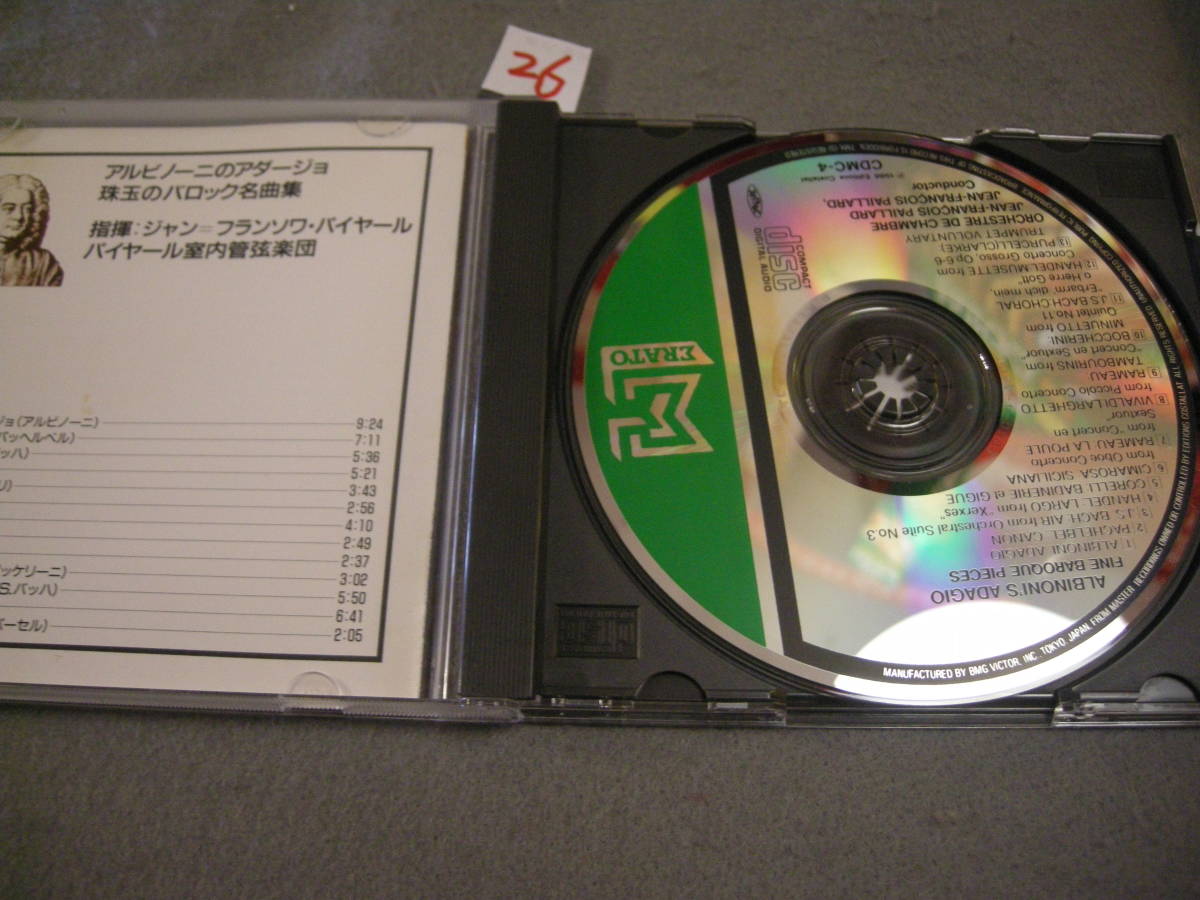 26
アルビノーニのアダージョ
珠玉のバロック名曲集
指揮:ジャン=フランソワ・パイヤール
パイヤール室内管弦楽団
ジョ(アルビノーニ) 9:24
パッヘルベル) 7:11
バッハ) 5:36
5:21
リ) 3:43
2:56
4:10
2:49
2:37
ッケリーニ) 3:02
S.バッハ) 5:50
6:41
パーセル) 2:05
ERATO
ALBINONI'S ADAGIO
FINE BAROQUE PIECES
1. ALBINONI: ADAGIO
2. PACHELBEL: CANON
3. J.S. BACH: AIR from Orchestral Suite No.3
4. HANDEL: LARGO from "Xerxes"
5. CORELLI: BADINERIE et GIGUE
6. CIMAROSA: SICILIANA
from Oboe Concerto
7. RAMEAU: LA POULE
from "Concert en
Sextuor"
8. VIVALDI: LARGHETTO
from Piccolo Concerto
9. RAMEAU
TAMBOURINS from
"Concert en Sextuor"
10. BOCCHERINI
MINUETTO from
Quintet No.11
11. J.S. BACH: CHORAL
"Erbarm' dich mein,
o Herre Gott"
12. HANDEL: MUSETTE from
Concerto Grosso, Op.6-6
13. PURCELL(CLARKE)
TRUMPET VOLUNTARY
ORCHESTRE DE CHAMBRE
JEAN-FRANÇOIS PAILLARD
JEAN-FRANÇOIS PAILLARD,
Conductor
CDMC-4
COMPACT
disc
DIGITAL AUDIO
MANUFACTURED BY BMG VICTOR, INC., TOKYO, JAPAN, FROM MASTER RECORDINGS OWNED OR CONTROLLED BY EDITIONS COSTALLAT